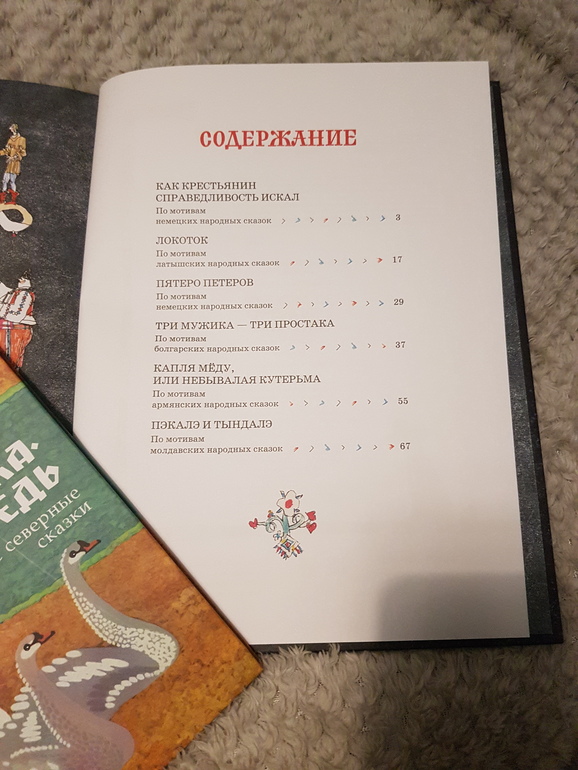 СОДЕРЖАНИЕ
КАК КРЕСТЬЯНИН
СПРАВЕДЛИВОСТЬ ИСКАЛ
По мотивам
немецких народных сказок 3
ЛОКОТОК
По мотивам
латышских народных сказок 17
ПЯТЕРО ПЕТЕРОВ
По мотивам
немецких народных сказок 29
ТРИ МУЖИКА — ТРИ ПРОСТАКА
По мотивам
болгарских народных сказок 37
КАПЛЯ МЁДУ,
ИЛИ НЕБЫВАЛАЯ КУТЕРЬМА
По мотивам
армянских народных сказок 55
ПЭКАЛЭ И ТЫНДАЛЭ
По мотивам
молдавских народных сказок 67
северные
сказки